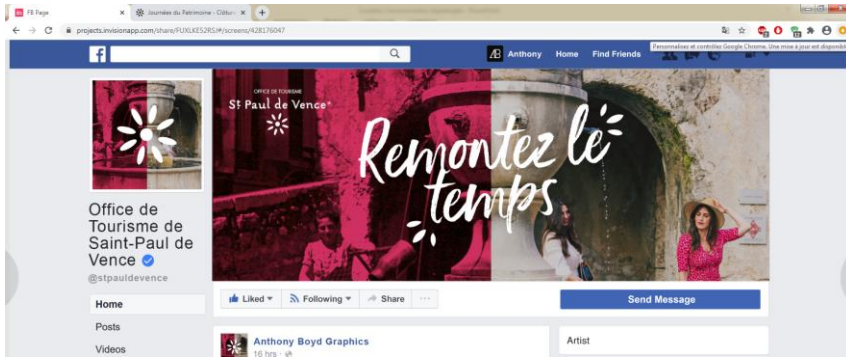 FB Page
Journées du Patrimoine - Clôtur
projects.invisionapp.com/share/FUXLKES2RSJ#/screens/428176047
Personnalisez et contrôlez Google Chrome. Une mise à jour est disponible
Anthony
Home
Find Friends
OFFICE DE TOURISME
St Paul de Vence
Remontez le
temps
Office de
Tourisme de
Saint-Paul de
Vence
@stpauldevence
Liked
Following
Share
Send Message
Home
Posts
Videos
Anthony Boyd Graphics
16 hrs
Artist